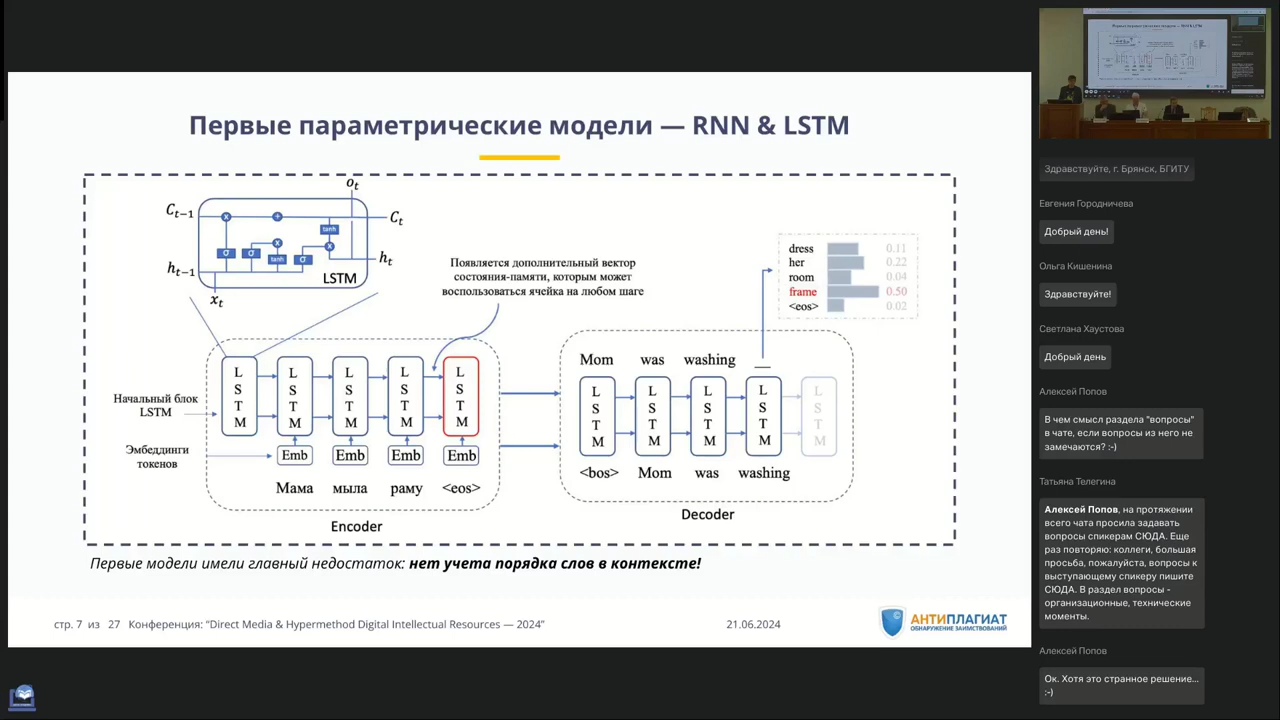 Первые параметрические модели — RNN & LSTM
o_t
C_{t−1}
C_t
h_{t−1}
h_t
x_t
x
+
tanh
x
x
σ
σ
tanh
σ
LSTM
Появляется дополнительный вектор
состояния-памяти, которым может
воспользоваться ячейка на любом шаге
dress 0.11
her 0.22
room 0.04
frame 0.50
<eos> 0.02
Начальный блок
LSTM
Эмбеддинги
токенов
LSTM
LSTM
LSTM
LSTM
LSTM
Emb
Emb
Emb
Emb
Мама мыла раму <eos>
Encoder
Mom was washing __
LSTM
LSTM
LSTM
LSTM
LSTM
<bos> Mom was washing
Decoder
Первые модели имели главный недостаток: нет учета порядка слов в контексте!
стр. 7 из 27 Конференция: “Direct Media & Hypermethod Digital Intellectual Resources — 2024”
21.06.2024
АНТИПЛАГИАТ
ОБНАРУЖЕНИЕ ЗАИМСТВОВАНИЙ
Здравствуйте, г. Брянск, БГИТУ
Евгения Городничева
Добрый день!
Ольга Кишенина
Здравствуйте!
Светлана Хаустова
Добрый день
Алексей Попов
В чем смысл раздела "вопросы"
в чате, если вопросы из него не
замечаются? :-)
Татьяна Телегина
Алексей Попов, на протяжении
всего чата просила задавать
вопросы спикерам СЮДА. Еще
раз повторяю: коллеги, большая
просьба, пожалуйста, вопросы к
выступающему спикеру пишите
СЮДА. В раздел вопросы -
организационные, технические
моменты.
Алексей Попов
Ок. Хотя это странное решение...
:-)